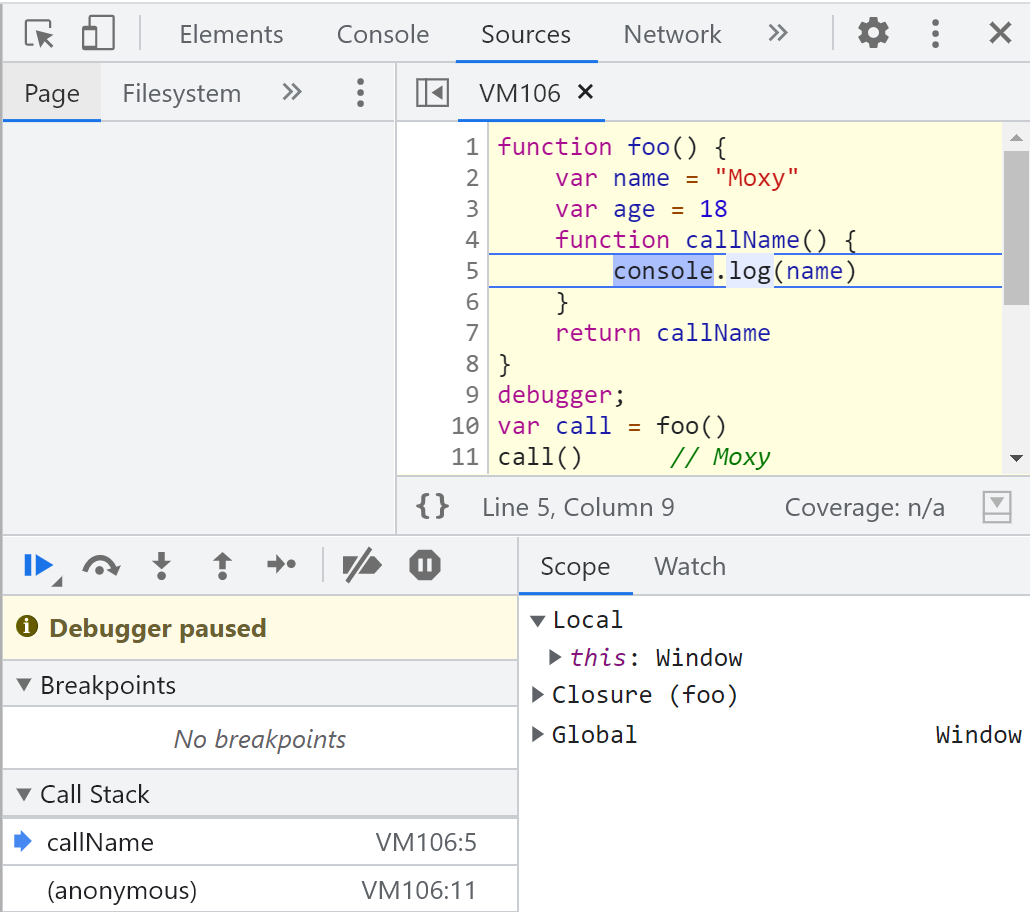 Elements Console Sources Network
Page Filesystem
VM106
1 function foo() {
2     var name = "Moxy"
3     var age = 18
4     function callName() {
5         console.log(name)
6     }
7     return callName
8 }
9 debugger;
10 var call = foo()
11 call()      // Moxy
{} Line 5, Column 9 Coverage: n/a
Debugger paused
Breakpoints
No breakpoints
Call Stack
callName VM106:5
(anonymous) VM106:11
Scope Watch
Local
this: Window
Closure (foo)
Global Window